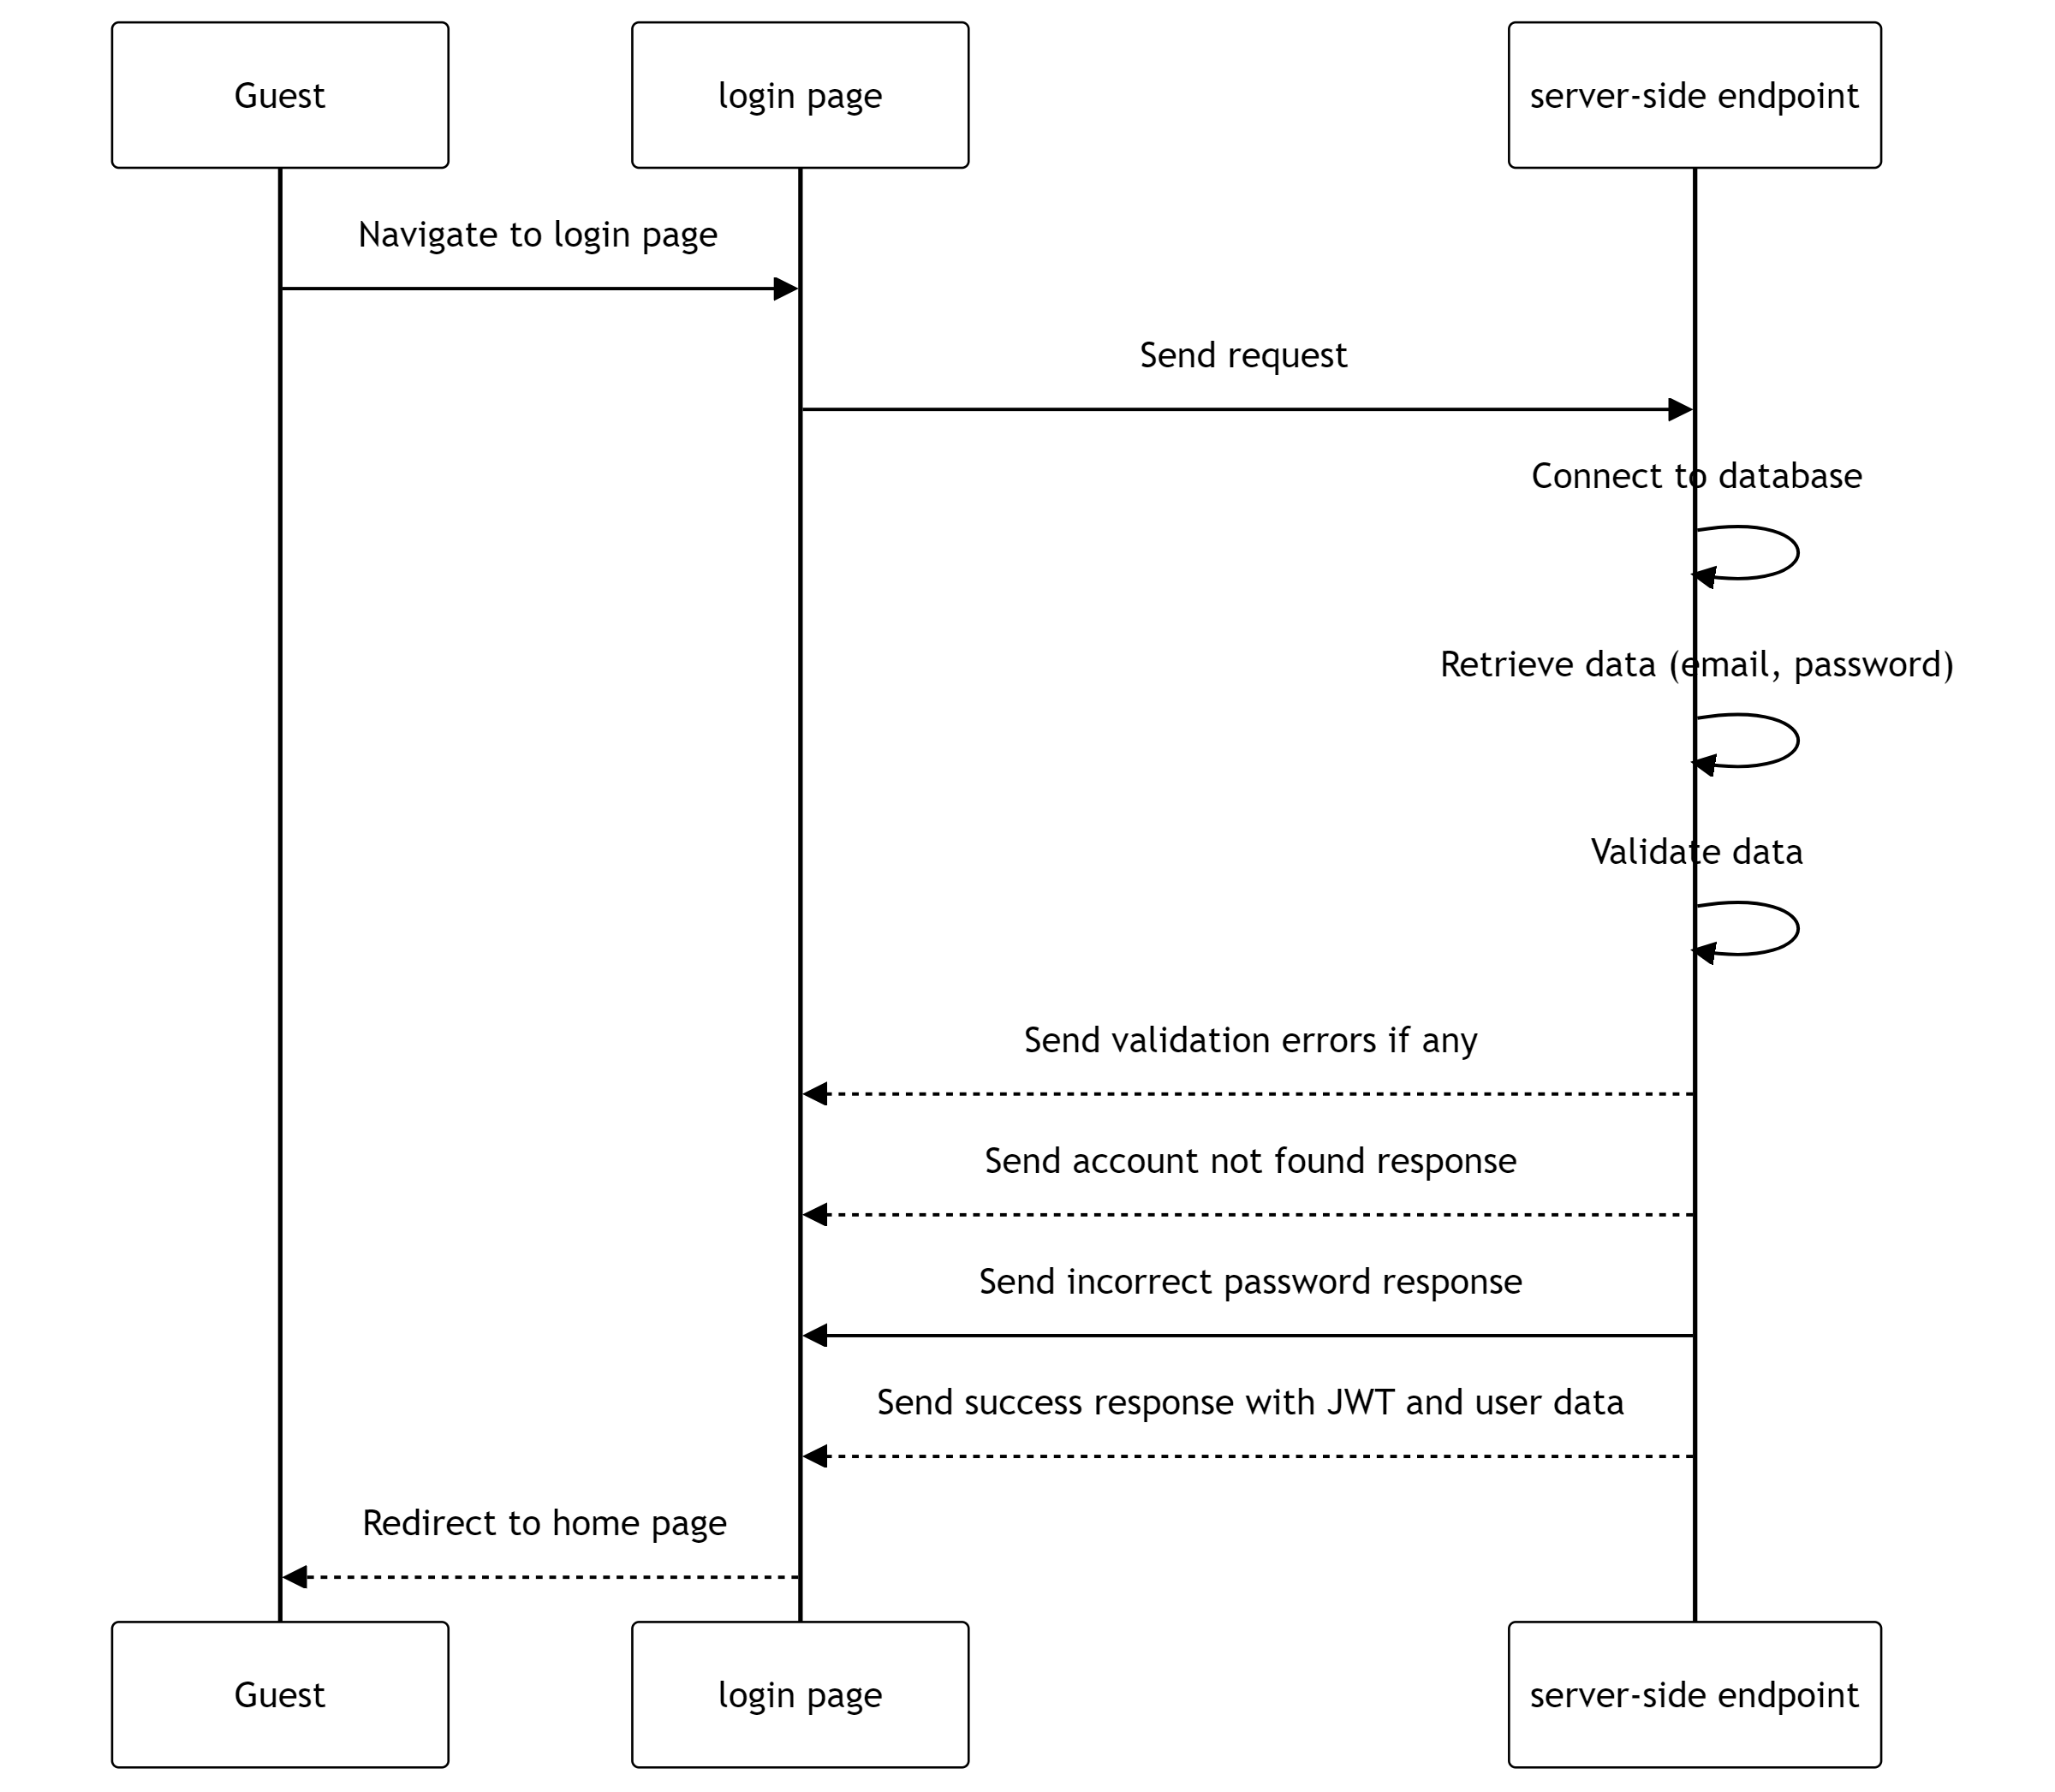 Guest
login page
server-side endpoint
Navigate to login page
Send request
Connect to database
Retrieve data (email, password)
Validate data
Send validation errors if any
Send account not found response
Send incorrect password response
Send success response with JWT and user data
Redirect to home page
Guest
login page
server-side endpoint